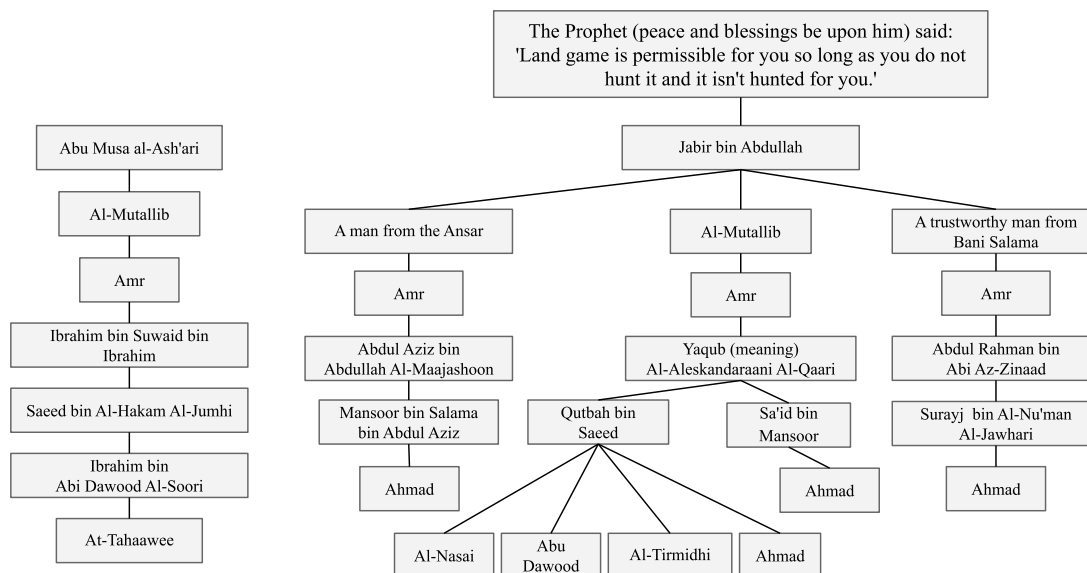 The Prophet (peace and blessings be upon him) said:
'Land game is permissible for you so long as you do not
hunt it and it isn't hunted for you.'
Jabir bin Abdullah
A man from the Ansar
Al-Mutallib
A trustworthy man from
Bani Salama
Amr
Amr
Amr
Abdul Aziz bin
Abdullah Al-Maajashoon
Yaqub (meaning)
Al-Aleskandaraani Al-Qaari
Abdul Rahman bin
Abi Az-Zinaad
Mansoor bin Salama
bin Abdul Aziz
Qutbah bin
Saeed
Sa'id bin
Mansoor
Surayj bin Al-Nu'man
Al-Jawhari
Ahmad
Ahmad
Ahmad
Al-Nasai
Abu
Dawood
Al-Tirmidhi
Ahmad
Abu Musa al-Ash'ari
Al-Mutallib
Amr
Ibrahim bin Suwaid bin
Ibrahim
Saeed bin Al-Hakam Al-Jumhi
Ibrahim bin
Abi Dawood Al-Soori
At-Tahaawee